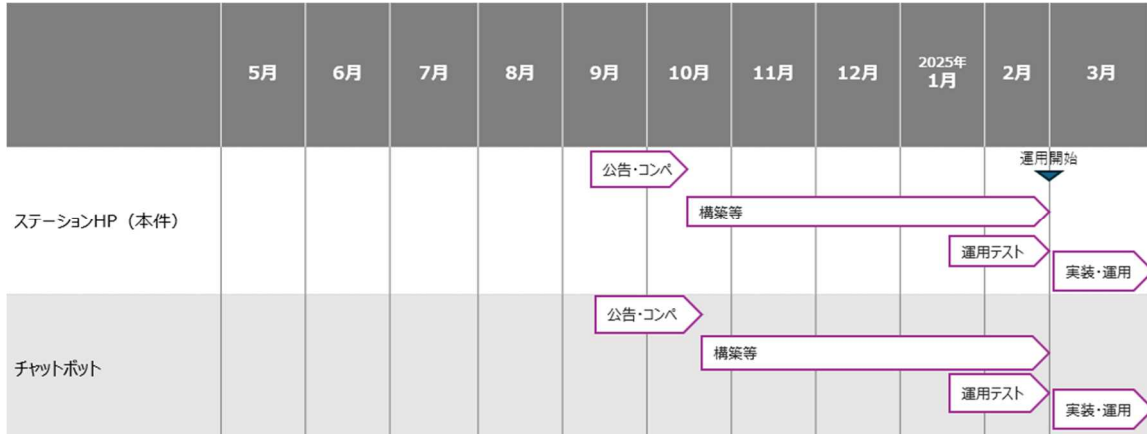 5月
6月
7月
8月
9月
10月
11月
12月
2025年
1月
2月
3月
ステーションHP（本件）
公告・コンペ
運用開始
構築等
運用テスト
実装・運用
チャットボット
公告・コンペ
構築等
運用テスト
実装・運用